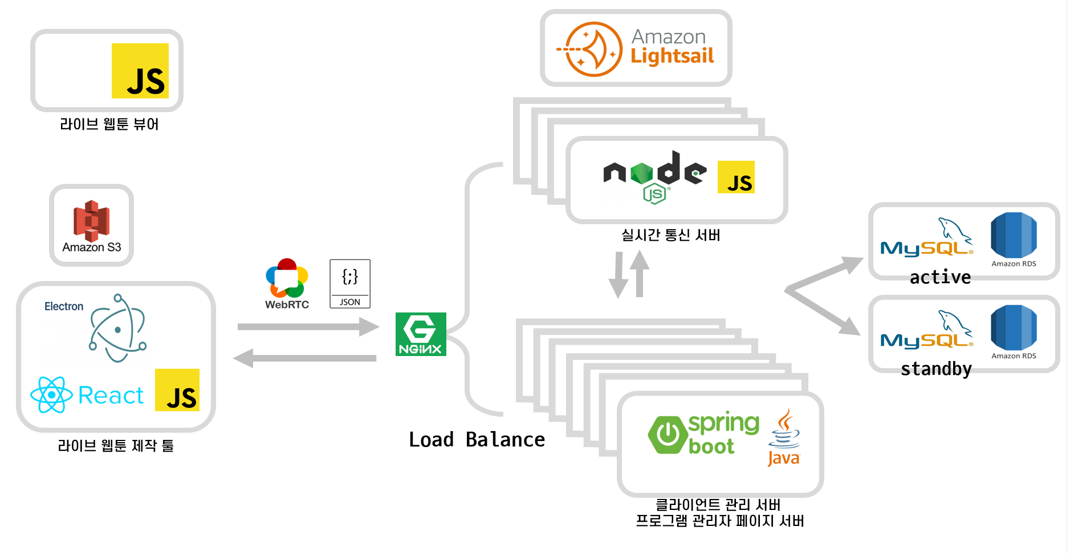 JS
라이브 웹툰 뷰어
Amazon
Lightsail
node
JS
JS
실시간 통신 서버
Amazon S3
Electron
React
JS
라이브 웹툰 제작 툴
WebRTC
{;}
JSON
G
NGiNX
Load Balance
spring
boot
Java
클라이언트 관리 서버
프로그램 관리자 페이지 서버
MySQL
Amazon RDS
active
MySQL
Amazon RDS
standby